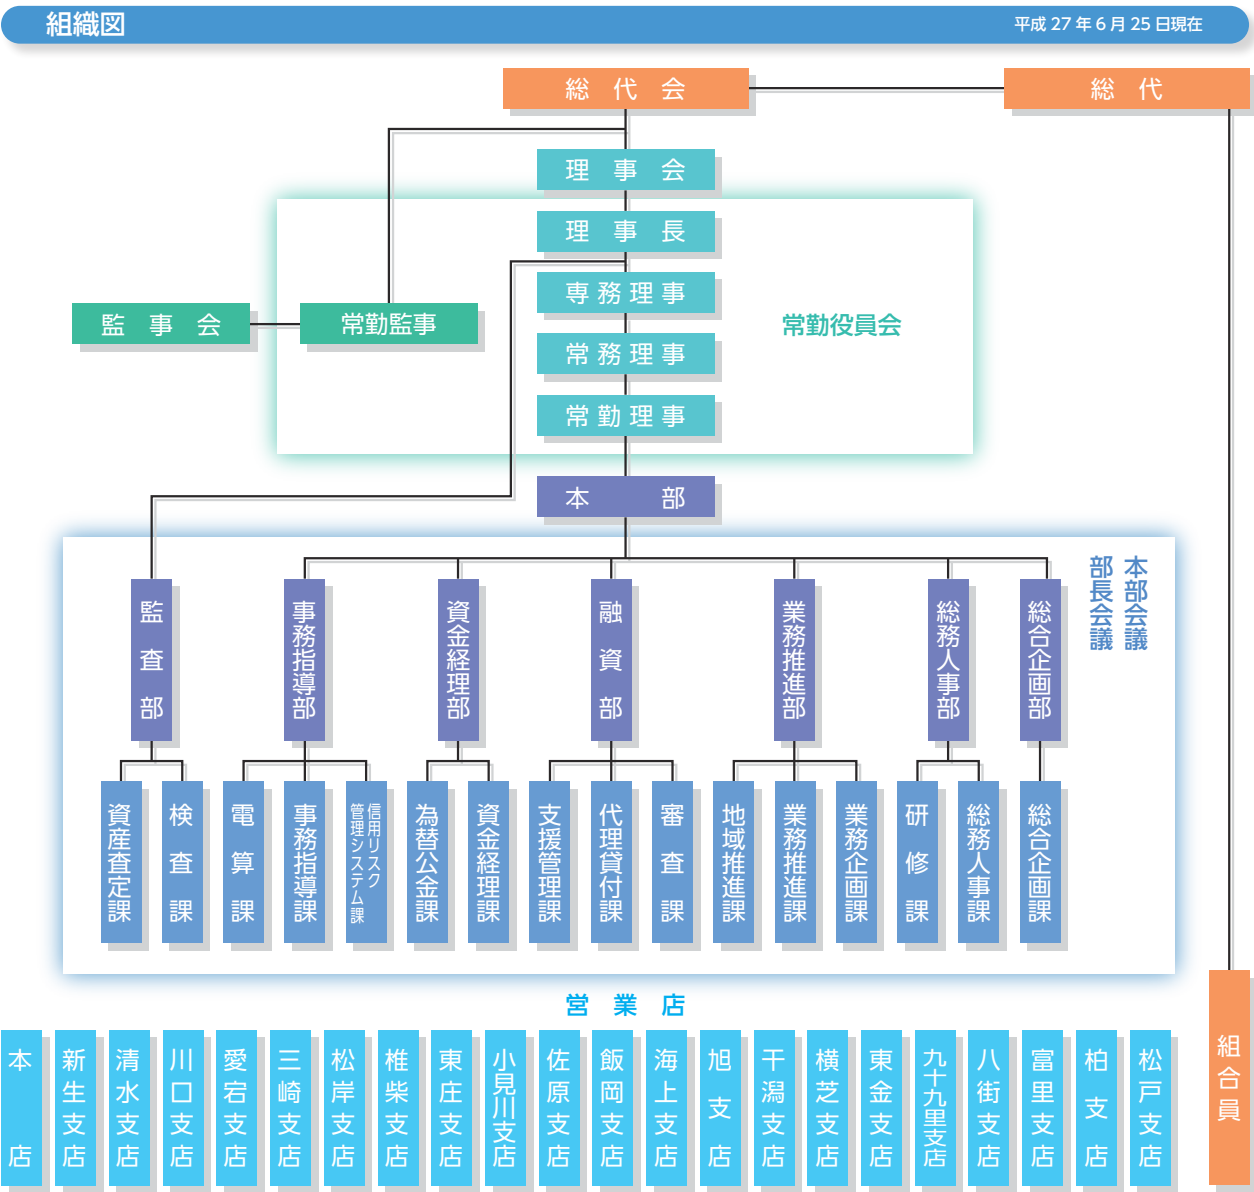 組織図
平成 27 年 6 月 25 日現在
総 代 会
総 代
理 事 会
理 事 長
専 務 理 事
常 務 理 事
常 勤 理 事
監 事 会
常勤監事
常勤役員会
本 部
本部会議
部長会議
監査部
事務指導部
資金経理部
融資部
業務推進部
総務人事部
総合企画部
資産査定課
検査課
電算課
事務指導課
信用リスク
管理システム課
為替公金課
資金経理課
支援管理課
代理貸付課
審査課
地域推進課
業務推進課
業務企画課
研修課
総務人事課
総合企画課
営 業 店
本店
新生支店
清水支店
川口支店
愛宕支店
三崎支店
松岸支店
椎柴支店
東庄支店
小見川支店
佐原支店
飯岡支店
海上支店
旭支店
干潟支店
横芝支店
東金支店
九十九里支店
八街支店
富里支店
柏支店
松戸支店
組合員